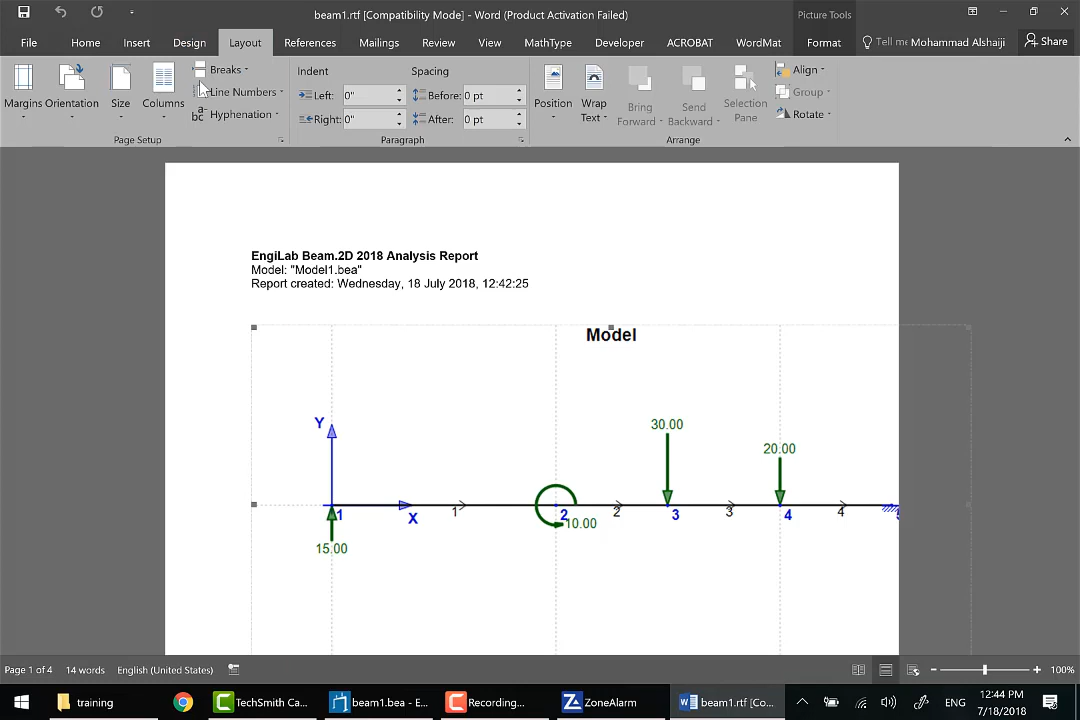 beam1.rtf [Compatibility Mode] - Word (Product Activation Failed)
Picture Tools
File Home Insert Design Layout References Mailings Review View MathType Developer ACROBAT WordMat Format Tell me Mohammad Alshaiji Share
Margins Orientation Size Columns
Breaks
Line Numbers
Hyphenation
Page Setup
Indent
Left: 0"
Right: 0"
Spacing
Before: 0 pt
After: 0 pt
Paragraph
Position
Wrap Text
Bring Forward
Send Backward
Selection Pane
Align
Group
Rotate
Arrange
EngiLab Beam.2D 2018 Analysis Report
Model: "Model1.bea"
Report created: Wednesday, 18 July 2018, 12:42:25
Model
Y
30.00
20.00
1 X 1 2 10.00 2 3 3 4 4
15.00
Page 1 of 4 14 words English (United States) 100%
training TechSmith Ca... beam1.bea - E... Recording... ZoneAlarm beam1.rtf [Co... ENG
12:44 PM
7/18/2018